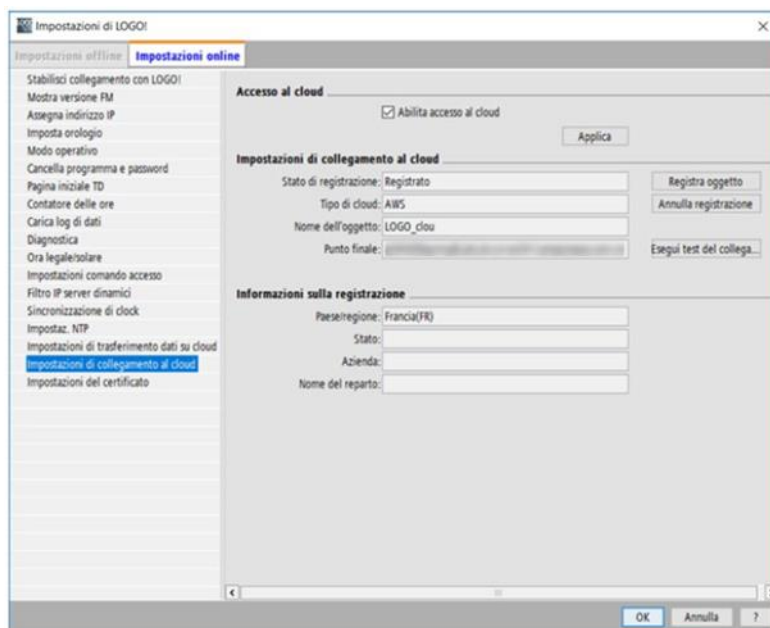 Impostazioni di LOGO!
Impostazioni offline
Impostazioni online
Stabilisci collegamento con LOGO!
Mostra versione FM
Assegna indirizzo IP
Imposta orologio
Modo operativo
Cancella programma e password
Pagina iniziale TD
Contatore delle ore
Carica log di dati
Diagnostica
Ora legale/solare
Impostazioni comando accesso
Filtro IP server dinamici
Sincronizzazione di clock
Impostaz. NTP
Impostazioni di trasferimento dati su cloud
Impostazioni di collegamento al cloud
Impostazioni del certificato
Accesso al cloud
Abilita accesso al cloud
Applica
Impostazioni di collegamento al cloud
Stato di registrazione: Registrato
Registra oggetto
Tipo di cloud: AWS
Annulla registrazione
Nome dell'oggetto: LOGO_clou
Punto finale:
Esegui test del collega...
Informazioni sulla registrazione
Paese/regione: Francia(FR)
Stato:
Azienda:
Nome del reparto:
OK
Annulla
?